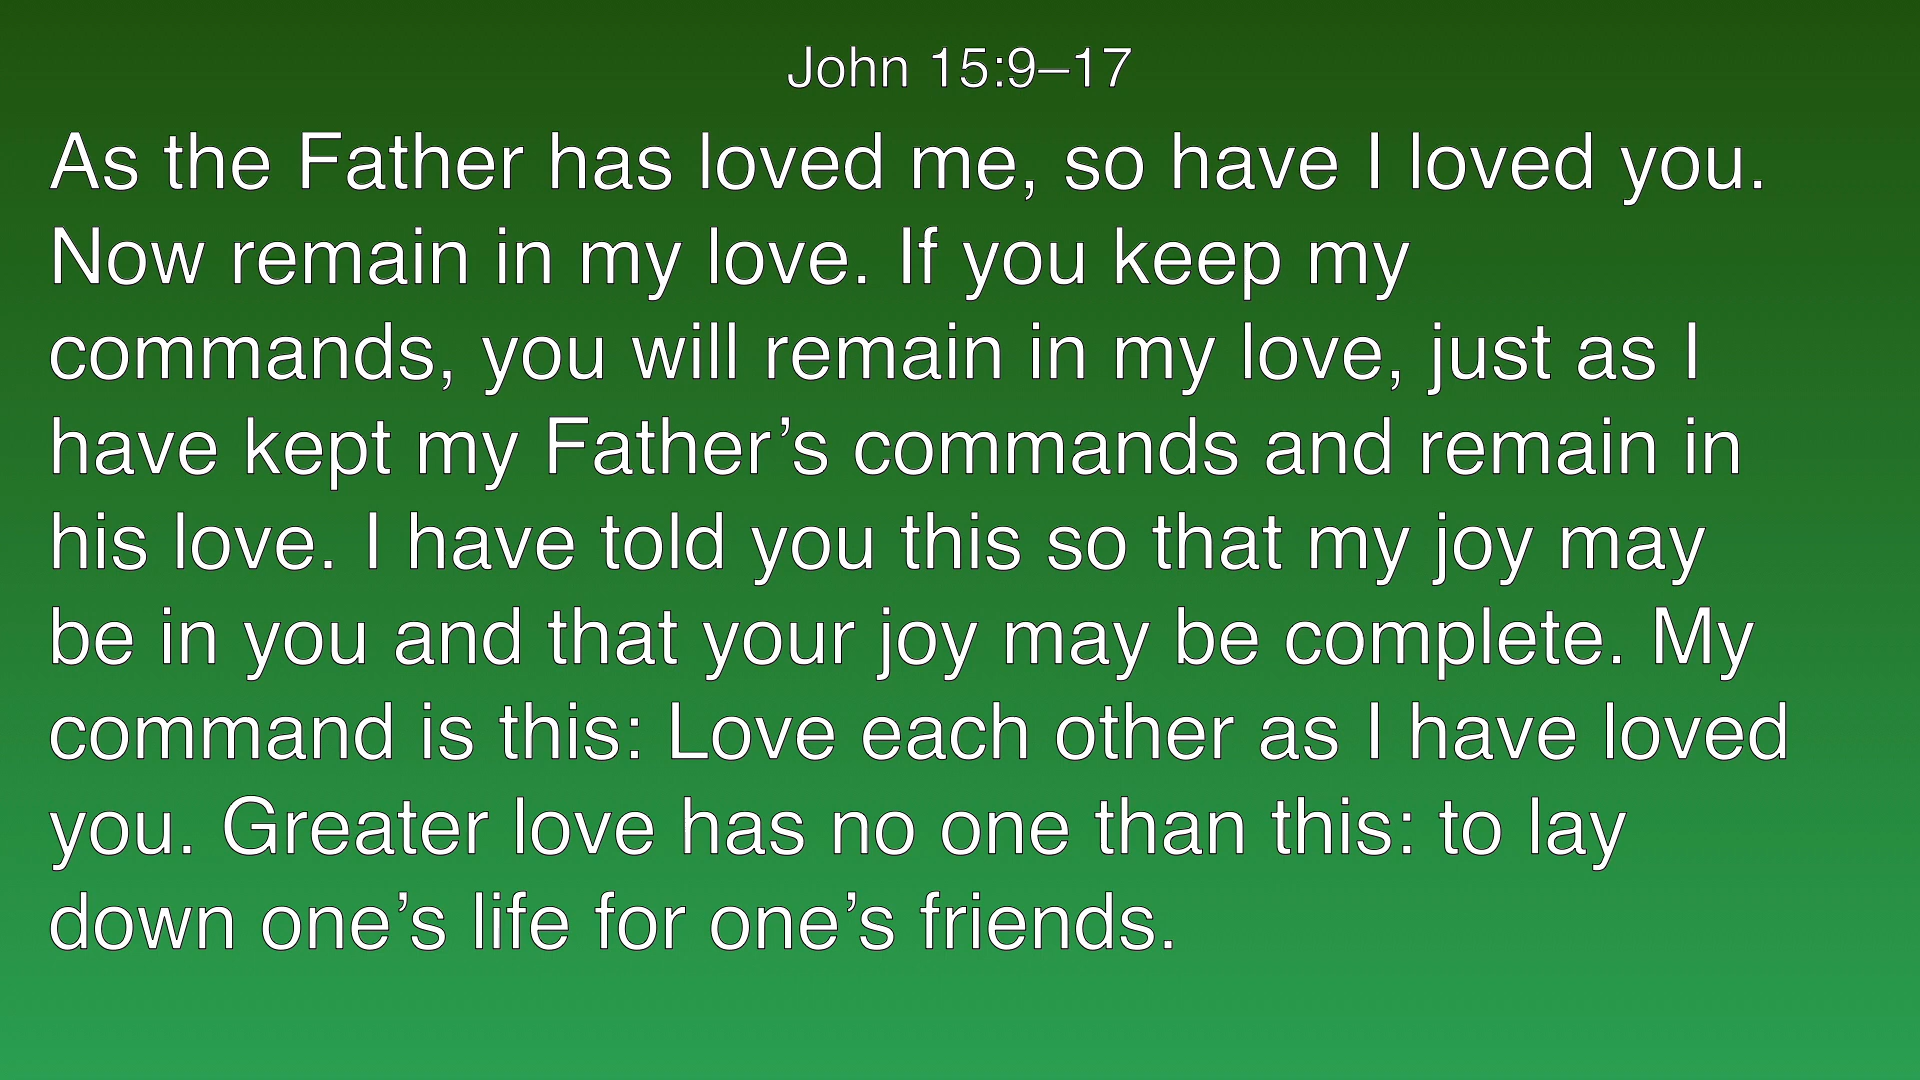 John 15:9–17
As the Father has loved me, so have I loved you.
Now remain in my love. If you keep my
commands, you will remain in my love, just as I
have kept my Father’s commands and remain in
his love. I have told you this so that my joy may
be in you and that your joy may be complete. My
command is this: Love each other as I have loved
you. Greater love has no one than this: to lay
down one’s life for one’s friends.